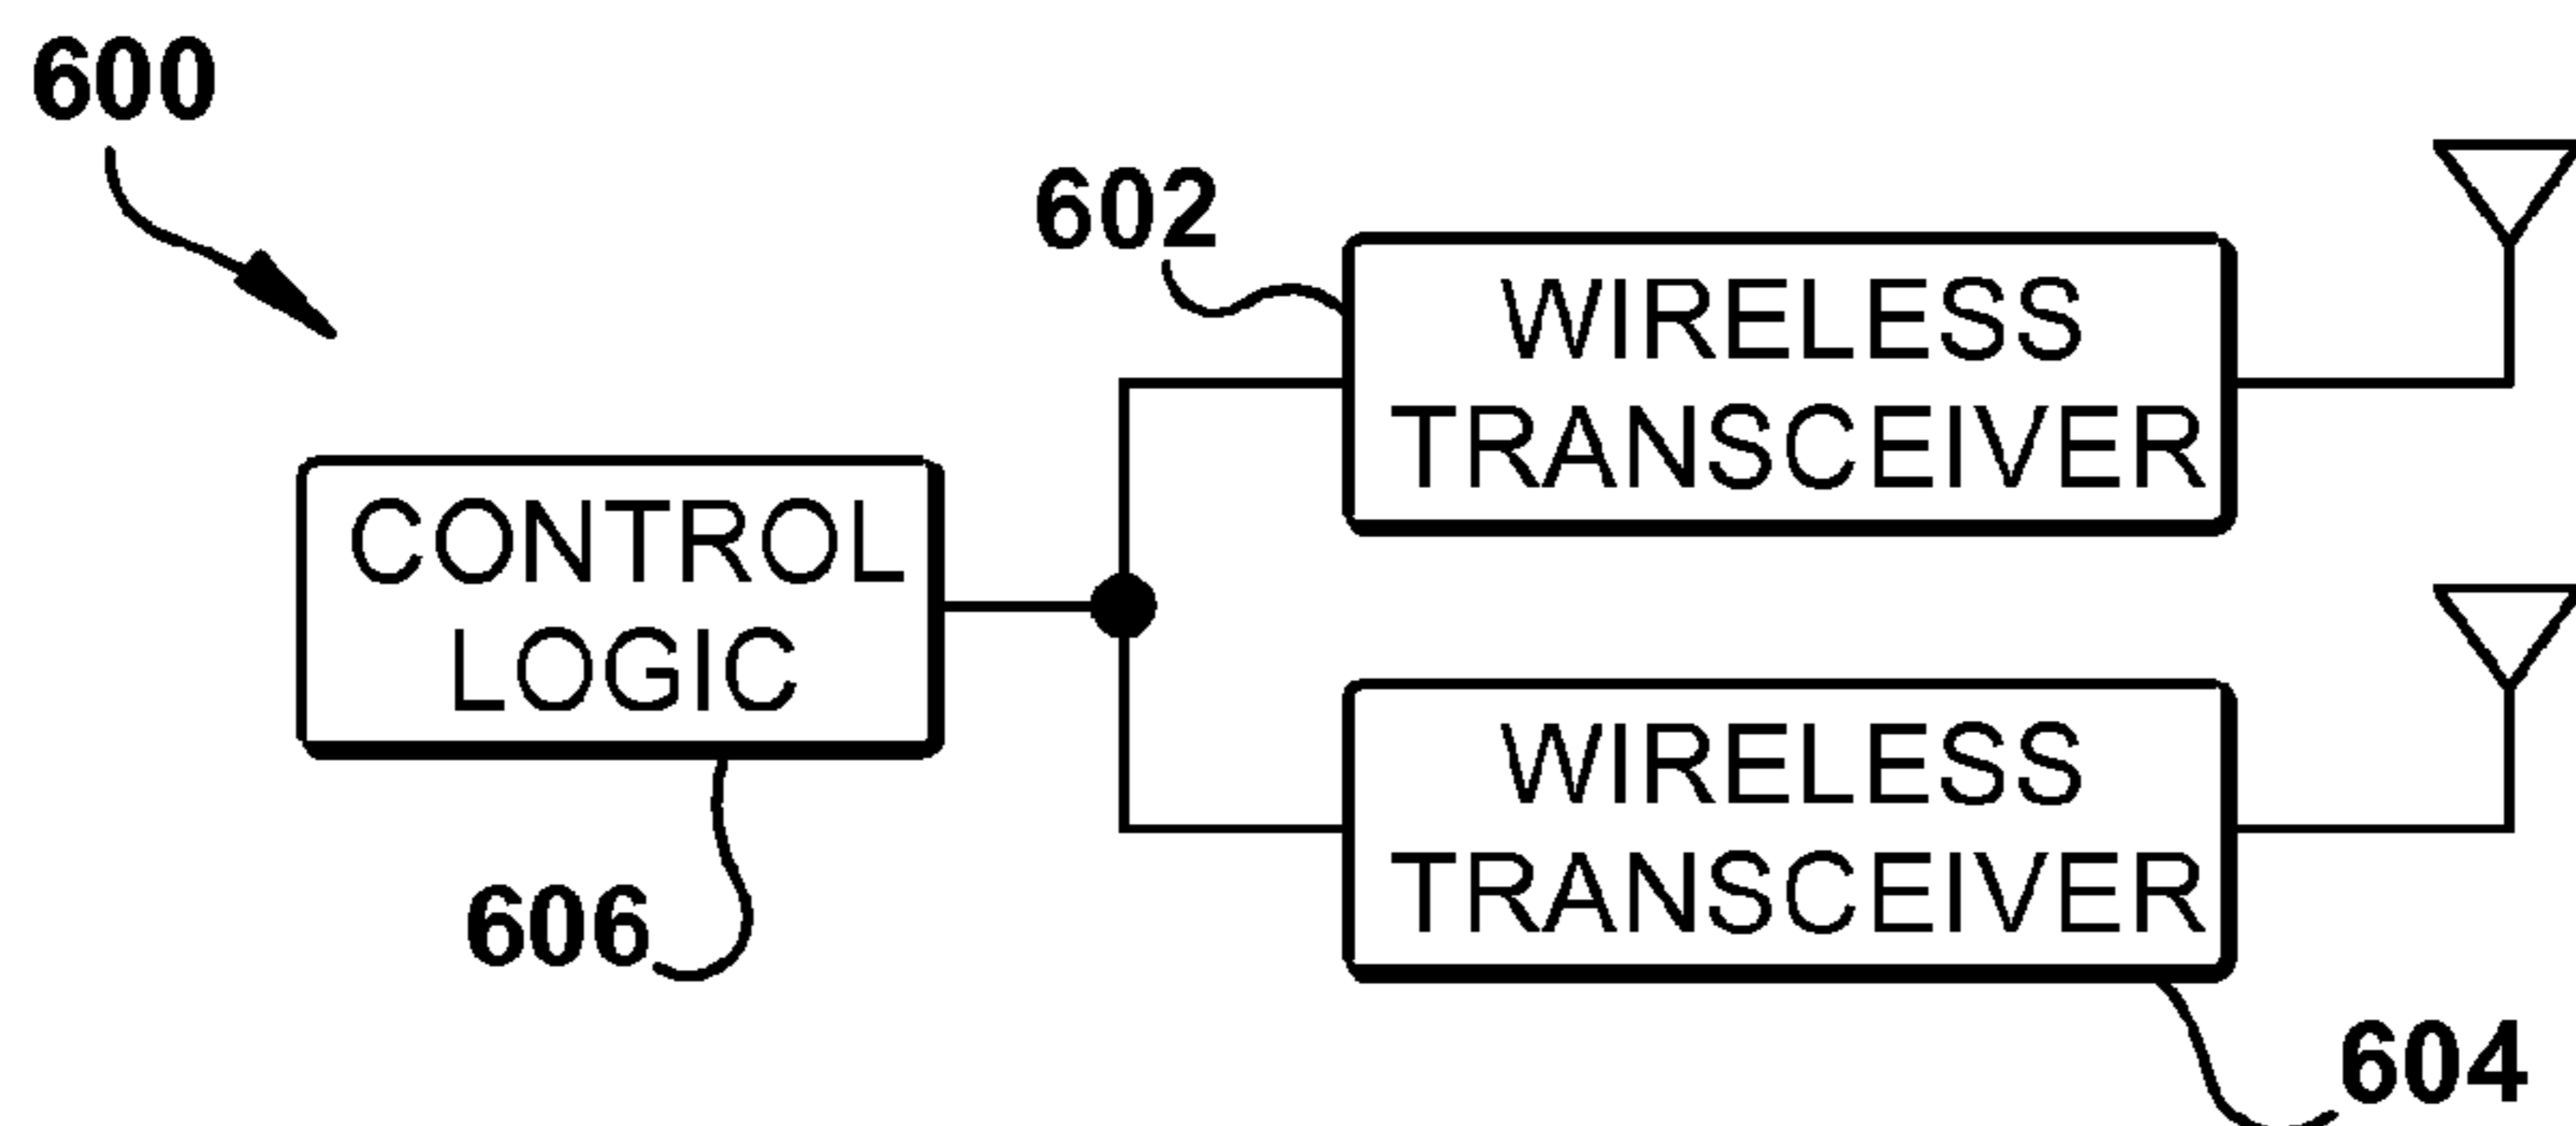 600
602
WIRELESS
TRANSCEIVER
CONTROL
LOGIC
606
WIRELESS
TRANSCEIVER
604